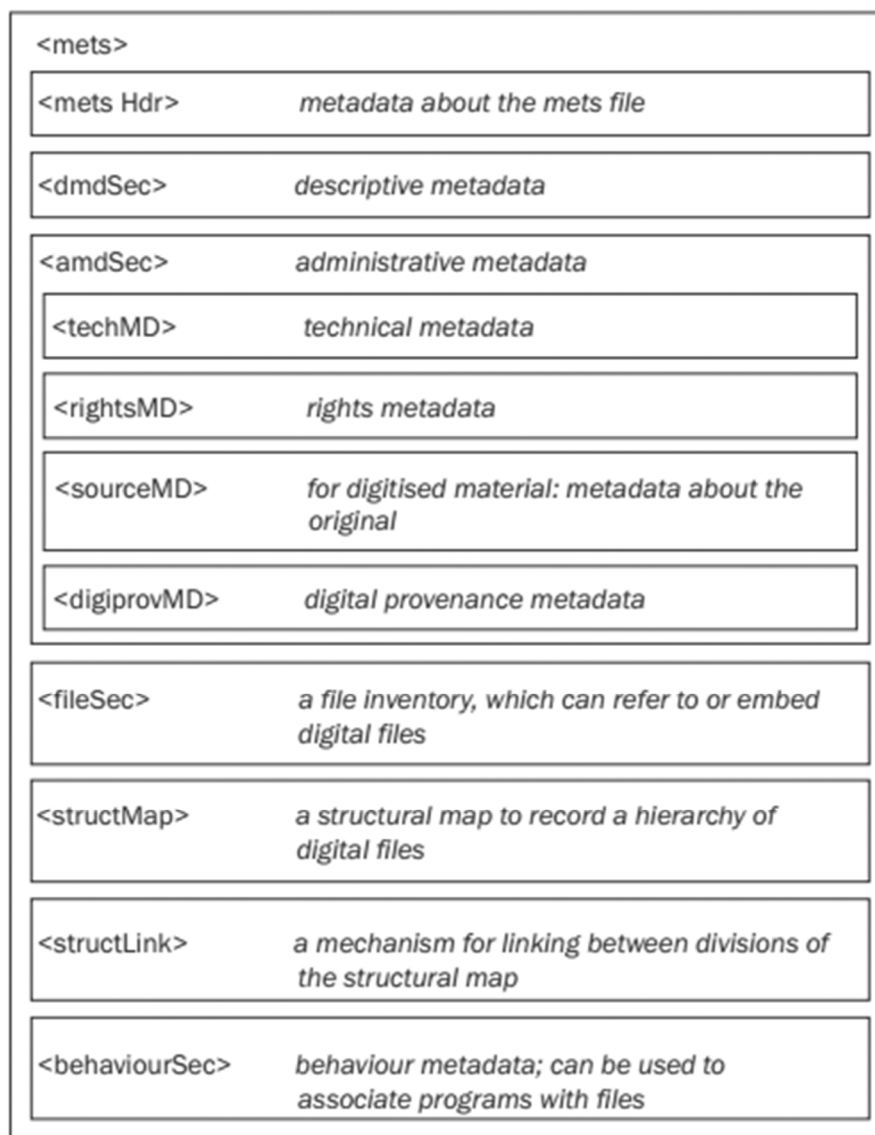 <mets>
<mets Hdr> metadata about the mets file
<dmdSec> descriptive metadata
<amdSec> administrative metadata
<techMD> technical metadata
<rightsMD> rights metadata
<sourceMD> for digitised material: metadata about the
original
<digiprovMD> digital provenance metadata
<fileSec> a file inventory, which can refer to or embed
digital files
<structMap> a structural map to record a hierarchy of
digital files
<structLink> a mechanism for linking between divisions of
the structural map
<behaviourSec> behaviour metadata; can be used to
associate programs with files